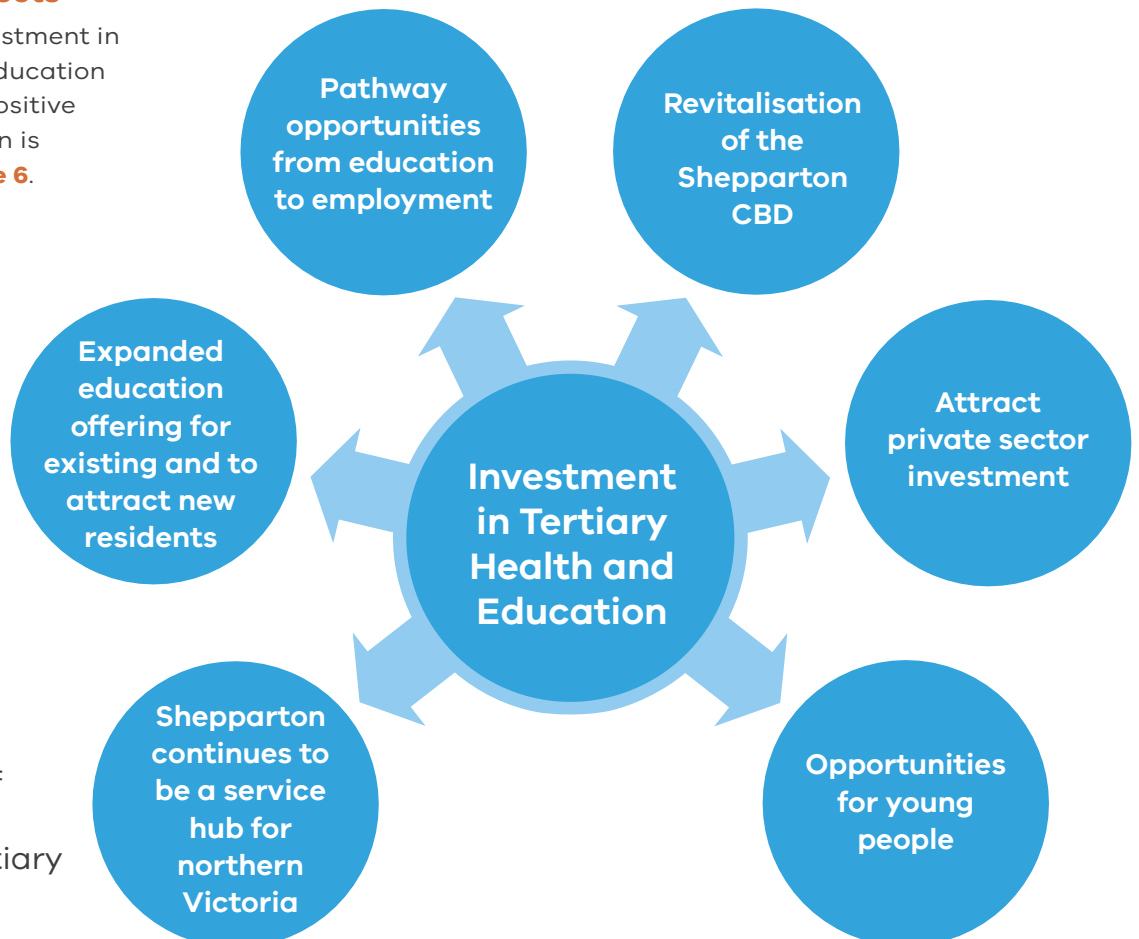 stment in
ducation
ositive
n is
e 6.
Pathway
opportunities
from education
to employment
Revitalisation
of the
Shepparton
CBD
Expanded
education
offering for
existing and to
attract new
residents
Attract
private sector
investment
Investment
in Tertiary
Health and
Education
Shepparton
continues to
be a service
hub for
northern
Victoria
Opportunities
for young
people
tiary